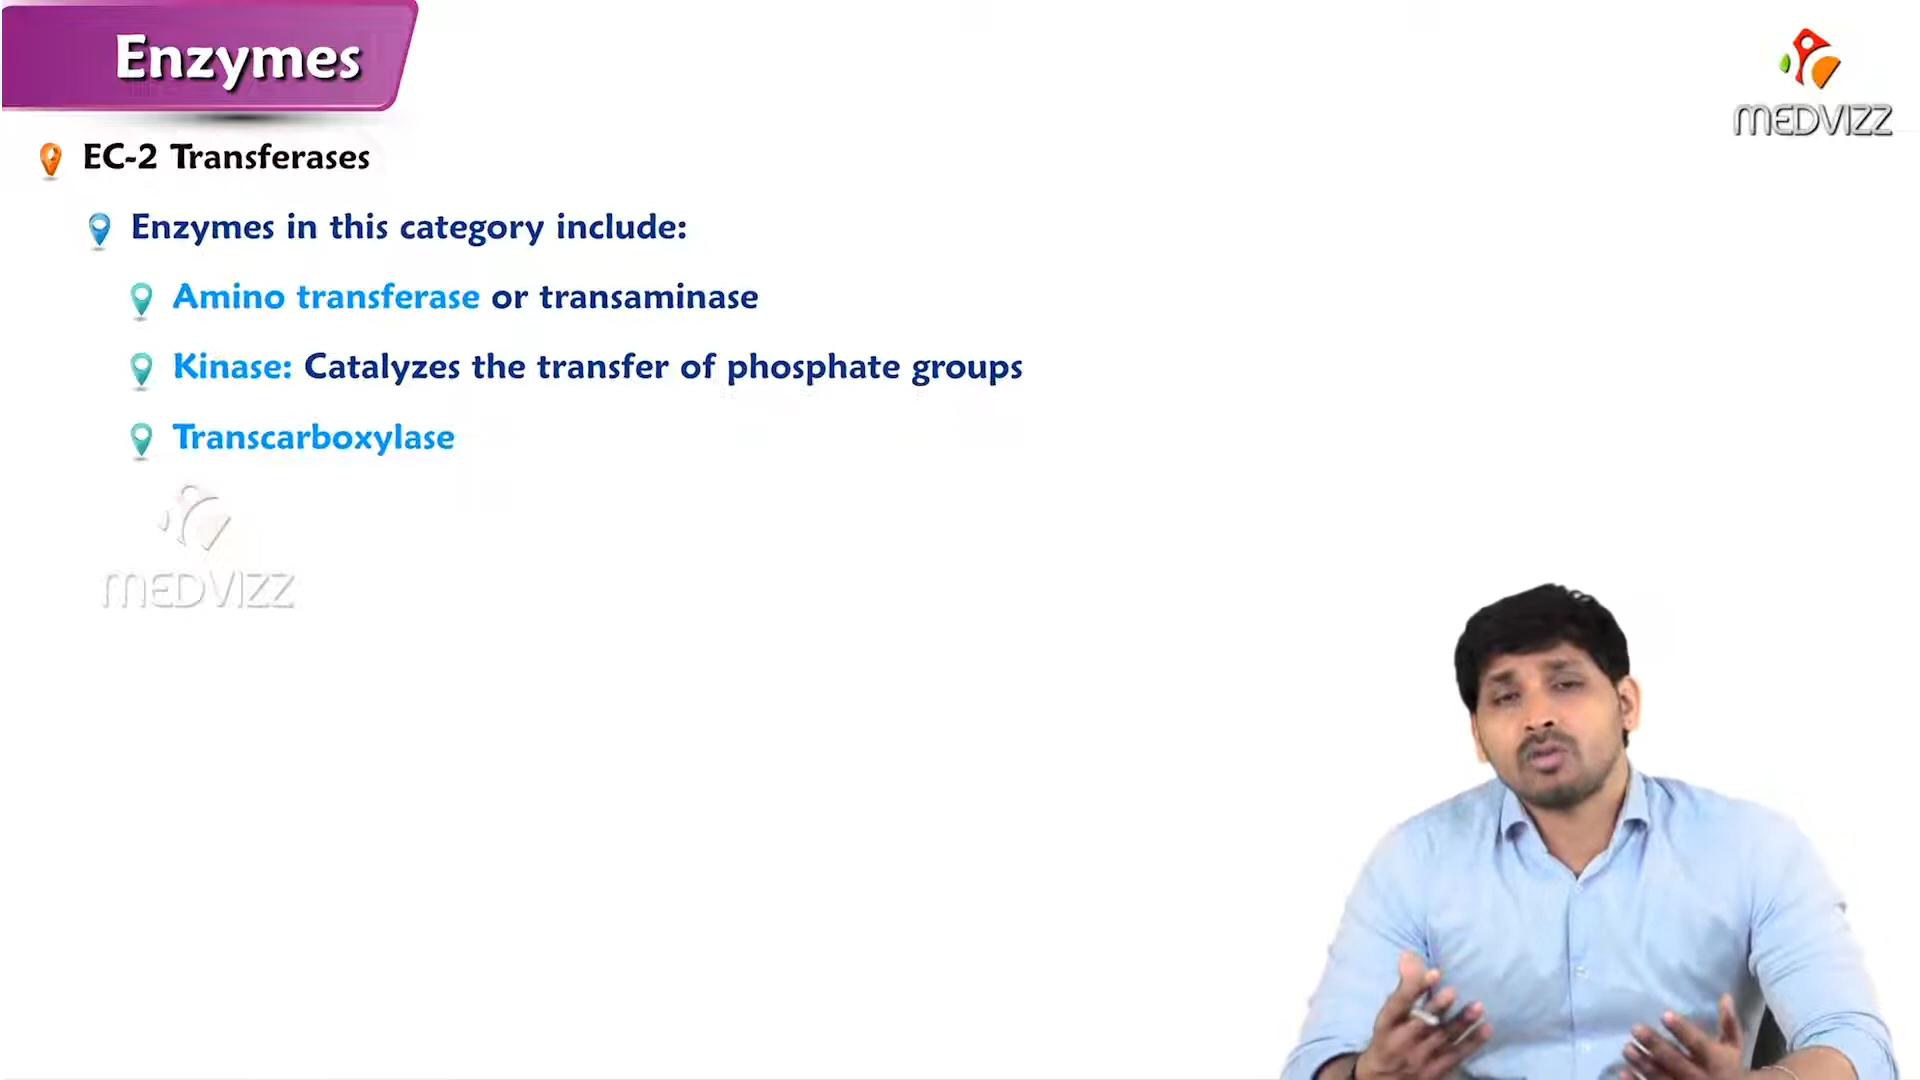 Enzymes
MEDVIZZ
EC-2 Transferases
Enzymes in this category include:
Amino transferase or transaminase
Kinase: Catalyzes the transfer of phosphate groups
Transcarboxylase
MEDVIZZ